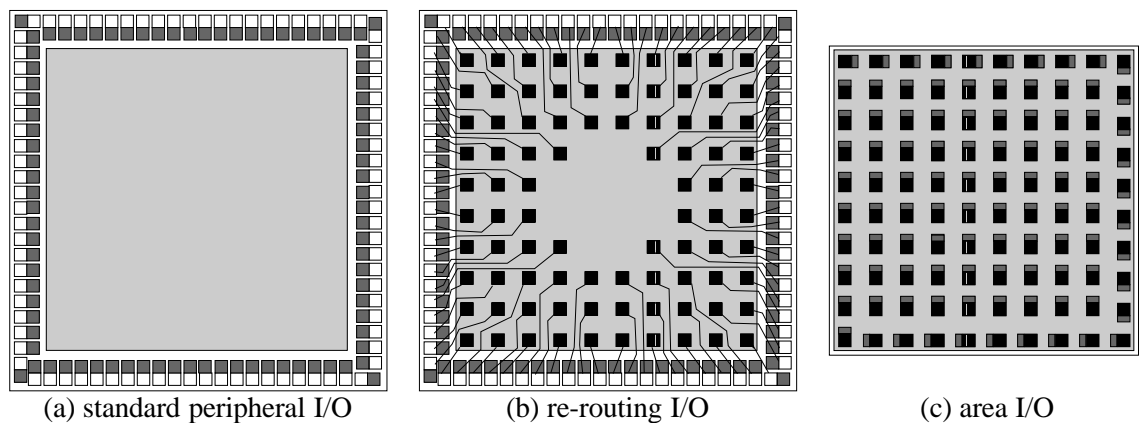 (a) standard peripheral I/O
(b) re-routing I/O
(c) area I/O